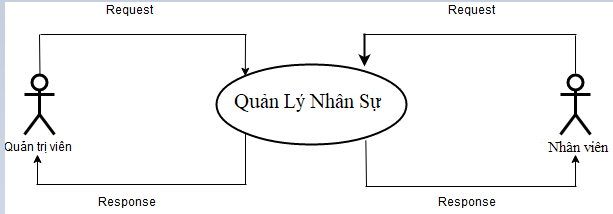 Request
Request
Quản Lý Nhân Sự
Quản trị viên
Nhân viên
Response
Response